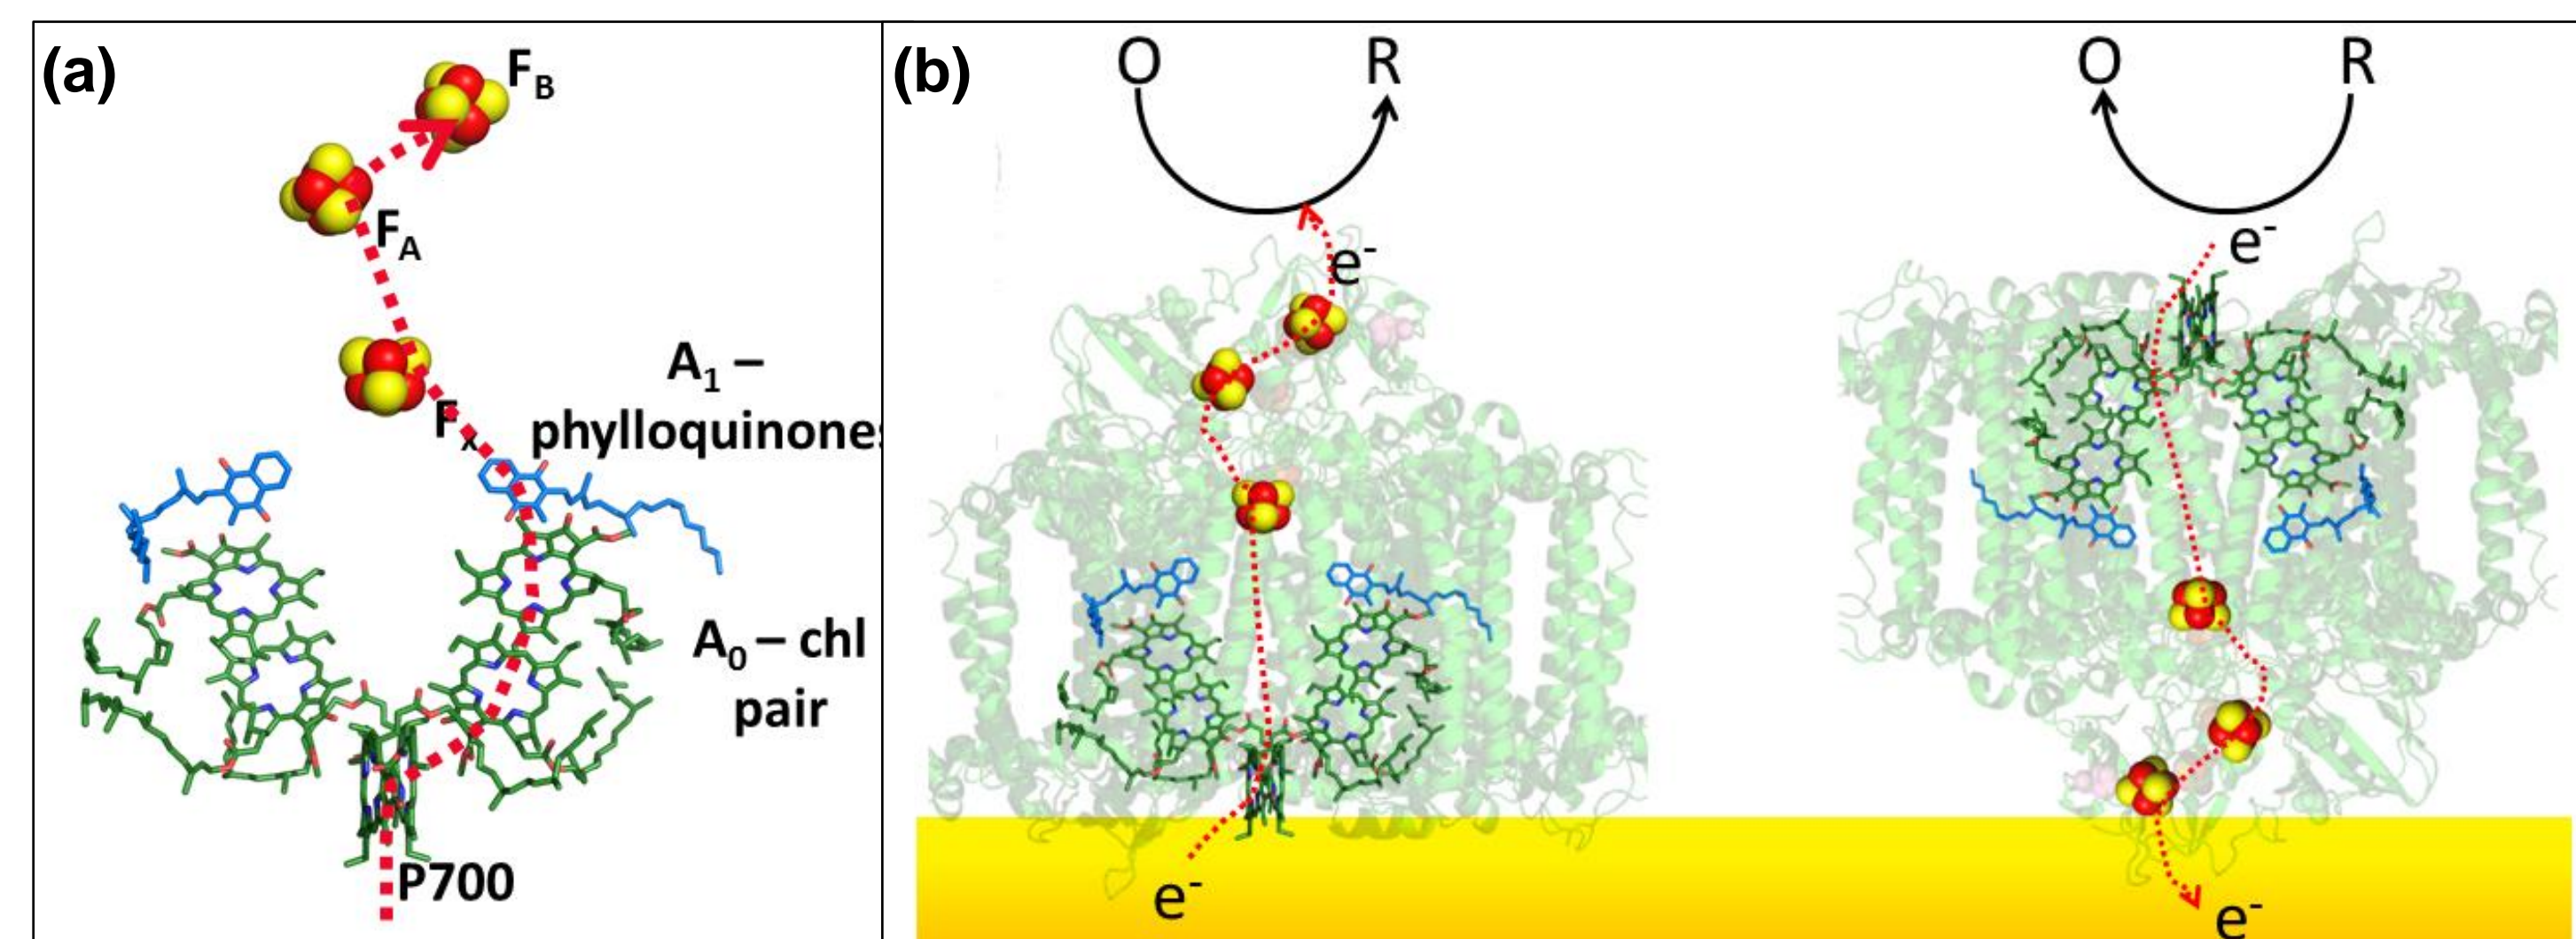 (a)
F_B
F_A
F_x
A_1 –
phylloquinones
A_0 – chl
pair
P700
(b)
O R
e-
e-
O R
e-
e-